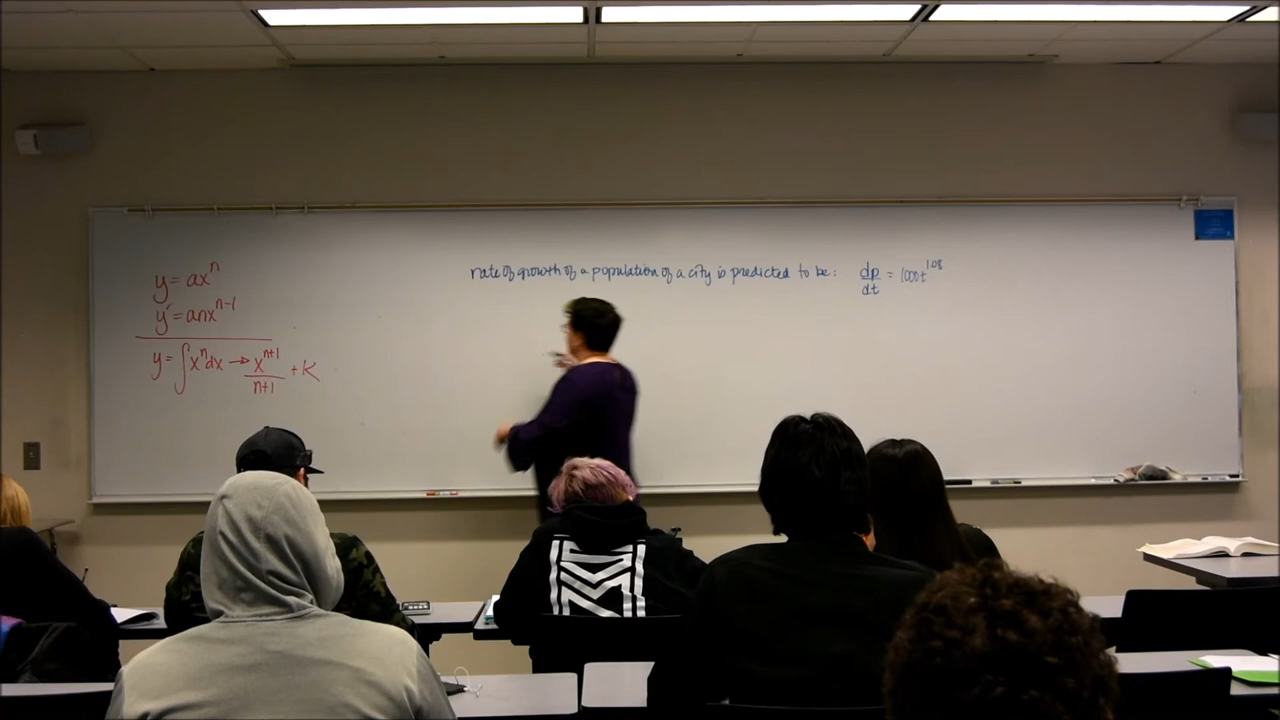 y = ax^n
y' = anx^{n-1}
y = ∫x^n dx → x^{n+1}/n+1 + K
rate of growth of a population of a city is predicted to be: dp/dt = 1000t^{1.08}